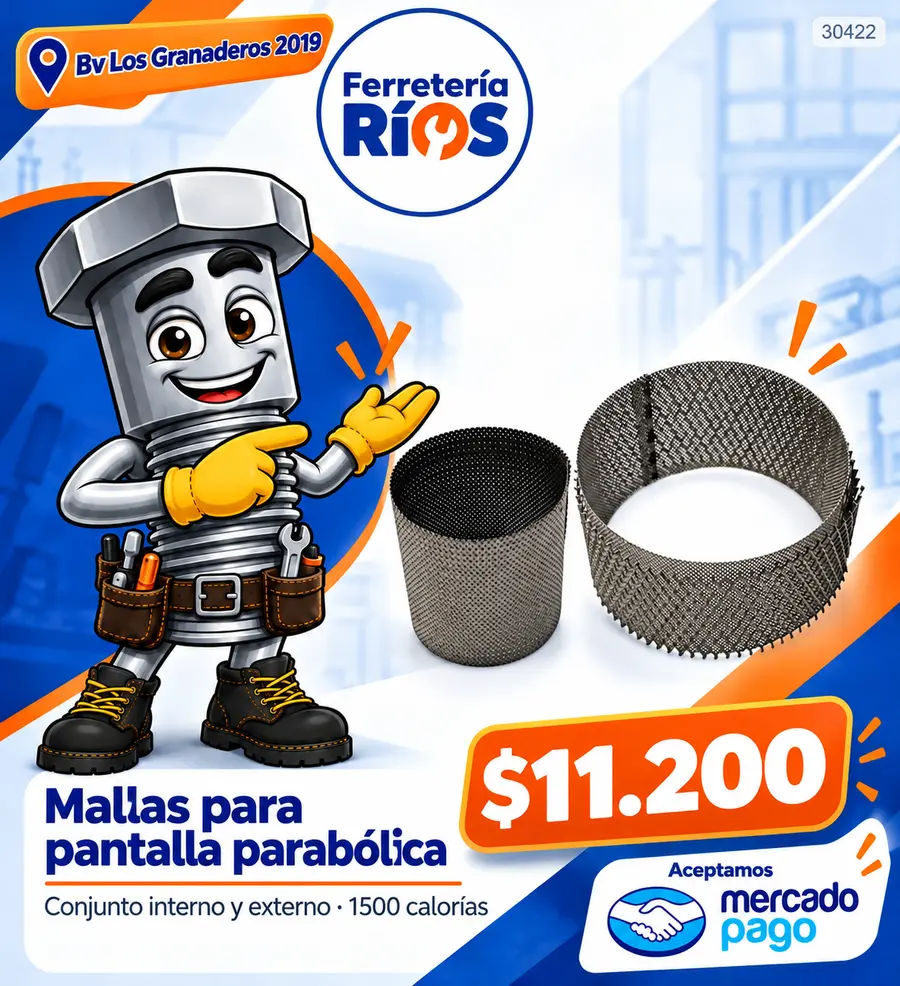 Bv Los Granaderos 2019
Ferretería
RÍOS
30422
$11.200
Mallas para
pantalla parabólica
Conjunto interno y externo · 1500 calorías
Aceptamos
mercado
pago